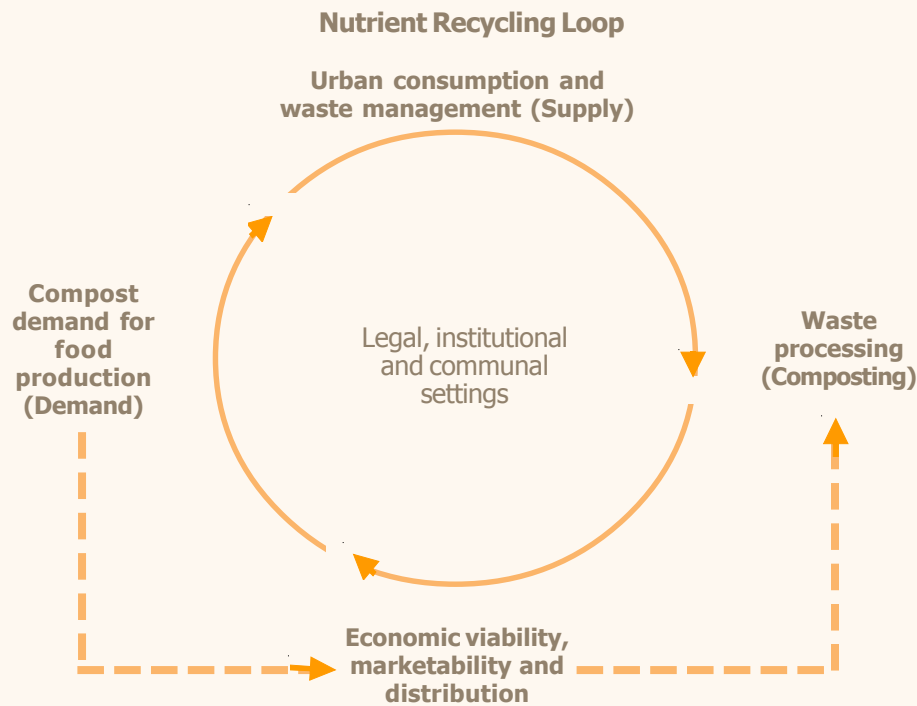 Nutrient Recycling Loop
Urban consumption and
waste management (Supply)
Compost
demand for
food
production
(Demand)
Legal, institutional
and communal
settings
Waste
processing
(Composting)
Economic viability,
marketability and
distribution